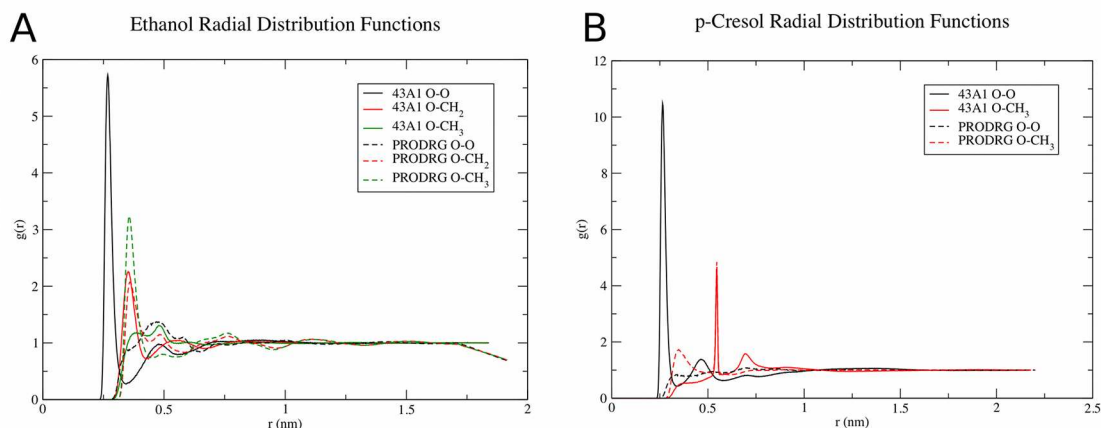 A
Ethanol Radial Distribution Functions
6
5
4
3
2
1
0
g(r)
43A1 O-O
43A1 O-CH₂
43A1 O-CH₃
PRODRG O-O
PRODRG O-CH₂
PRODRG O-CH₃
0 0.5 1 1.5 2
r (nm)
B
p-Cresol Radial Distribution Functions
12
10
8
6
4
2
0
g(r)
43A1 O-O
43A1 O-CH₃
PRODRG O-O
PRODRG O-CH₃
0 0.5 1 1.5 2 2.5
r (nm)